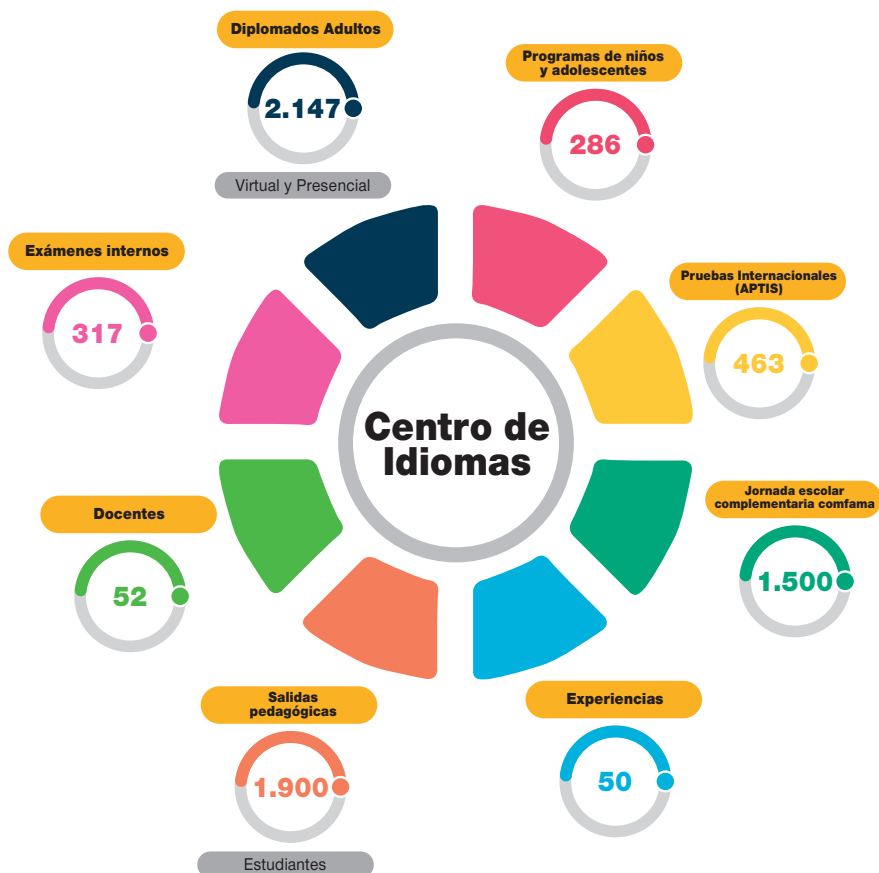 Diplomados Adultos
2.147
Virtual y Presencial
Programas de niños
y adolescentes
286
Exámenes internos
317
Pruebas Internacionales
(APTIS)
463
Centro de
Idiomas
Docentes
52
Jornada escolar
complementaria comfama
1.500
Salidas
pedagógicas
1.900
Estudiantes
Experiencias
50